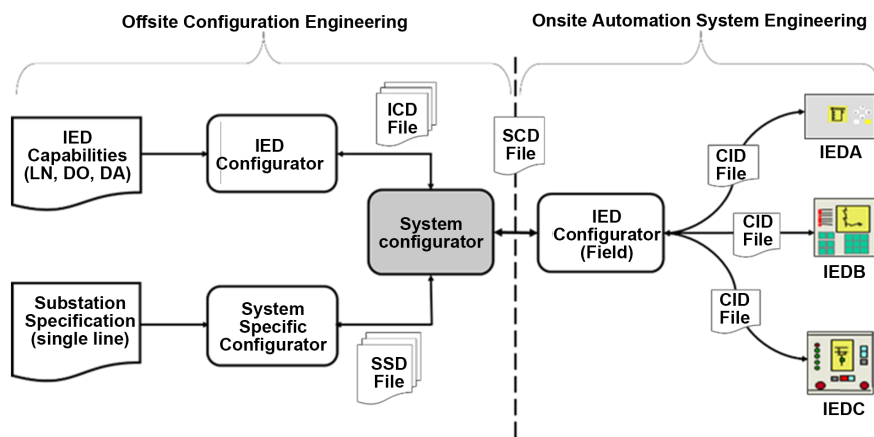 Offsite Configuration Engineering
Onsite Automation System Engineering
IED
Capabilities
(LN, DO, DA)
IED
Configurator
ICD
File
SCD
File
System
configurator
IED
Configurator
(Field)
CID
File
IEDA
CID
File
IEDB
CID
File
IEDC
Substation
Specification
(single line)
System
Specific
Configurator
SSD
File